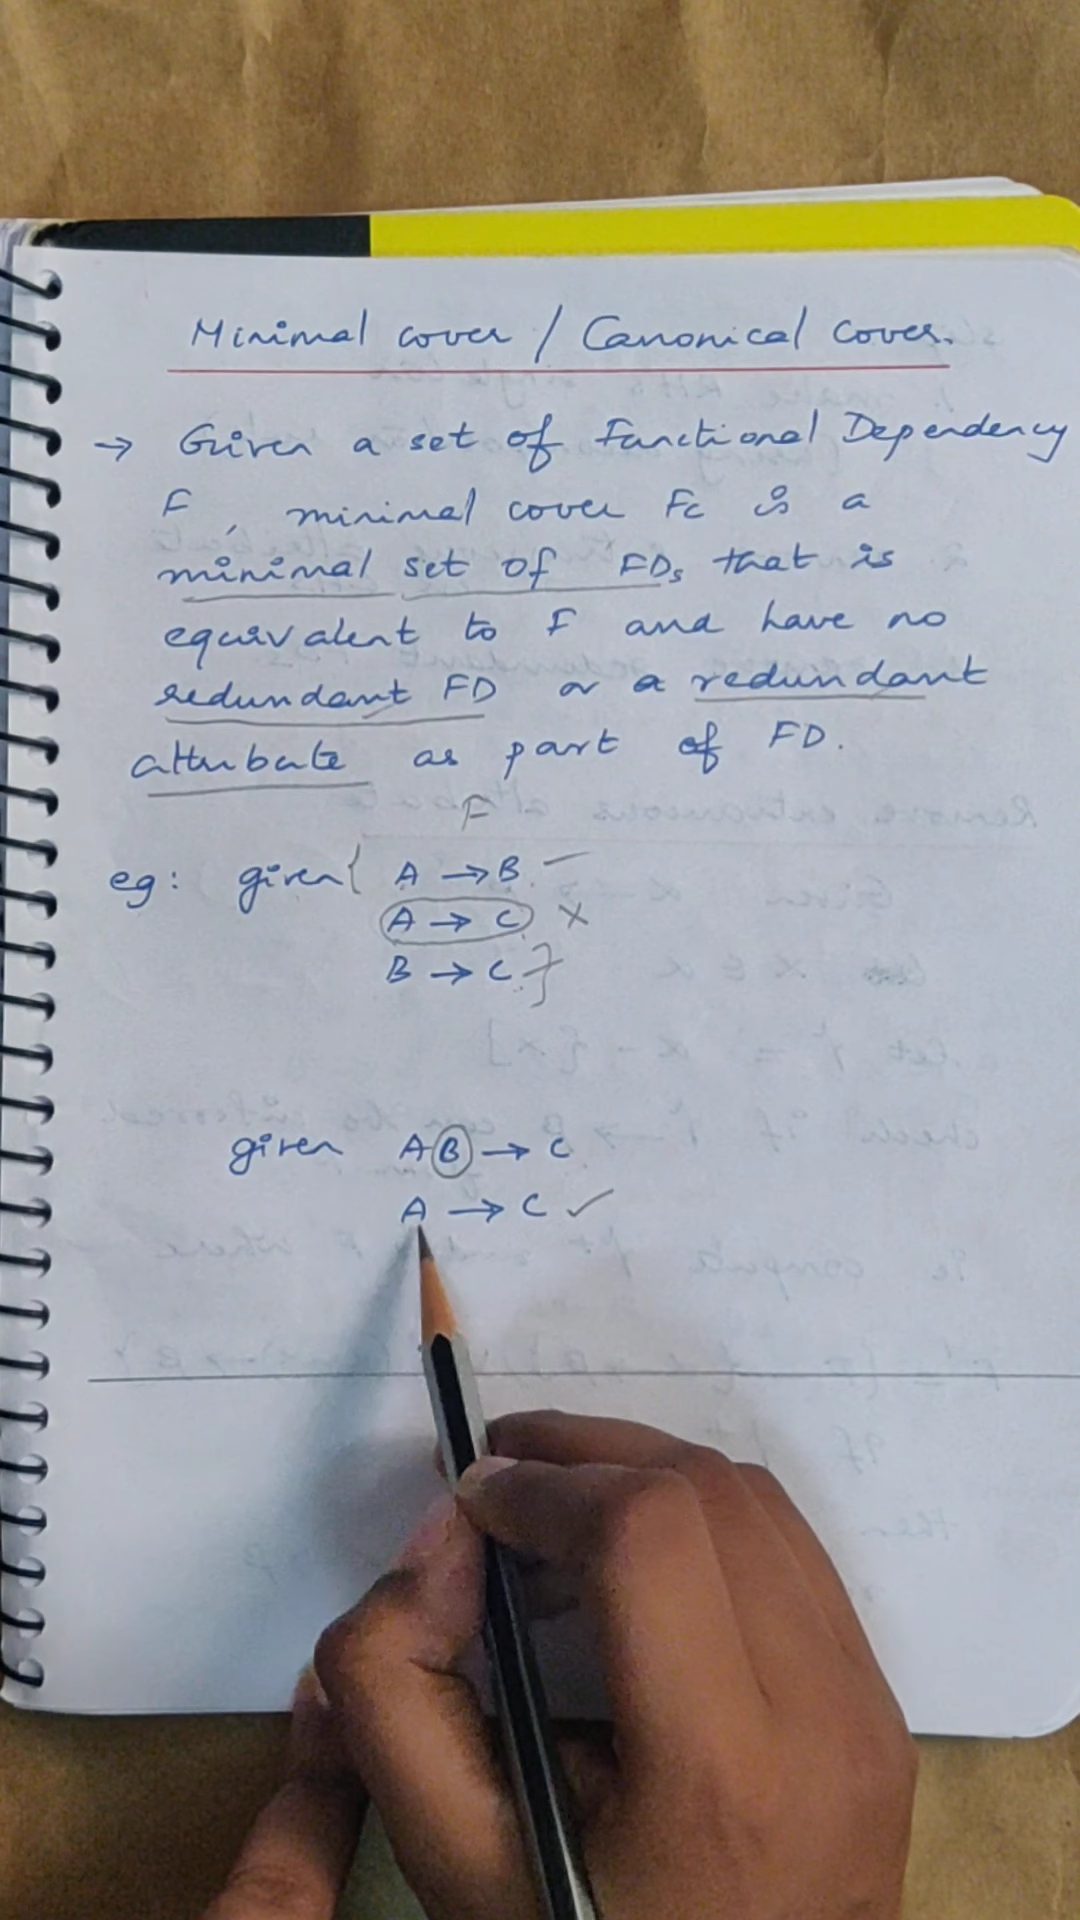 Minimal cover / Canonical Cover.
→ Given a set of Functional Dependency
F, minimal cover Fc is a
minimal set of FDs that is
equivalent to F and have no
redundant FD or a redundant
attribute as part of FD.
F
eg: given { A → B
A → C ×
B → C }
given AB → C
A → C ✓